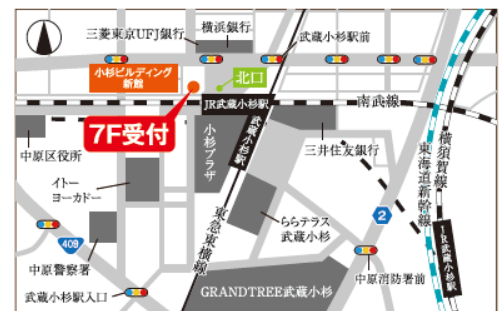 三菱東京UFJ銀行
横浜銀行
武蔵小杉駅前
小杉ビルディング
新館
北口
JR武蔵小杉駅
南武線
7F受付
中原区役所
小杉プラザ
武蔵小杉駅
三井住友銀行
横須賀線
東海道新幹線
イトー
ヨーカドー
東急東横線
ららテラス
武蔵小杉
2
409
JR武蔵小杉駅
中原警察署
中原消防署前
武蔵小杉駅入口
GRANDTREE武蔵小杉